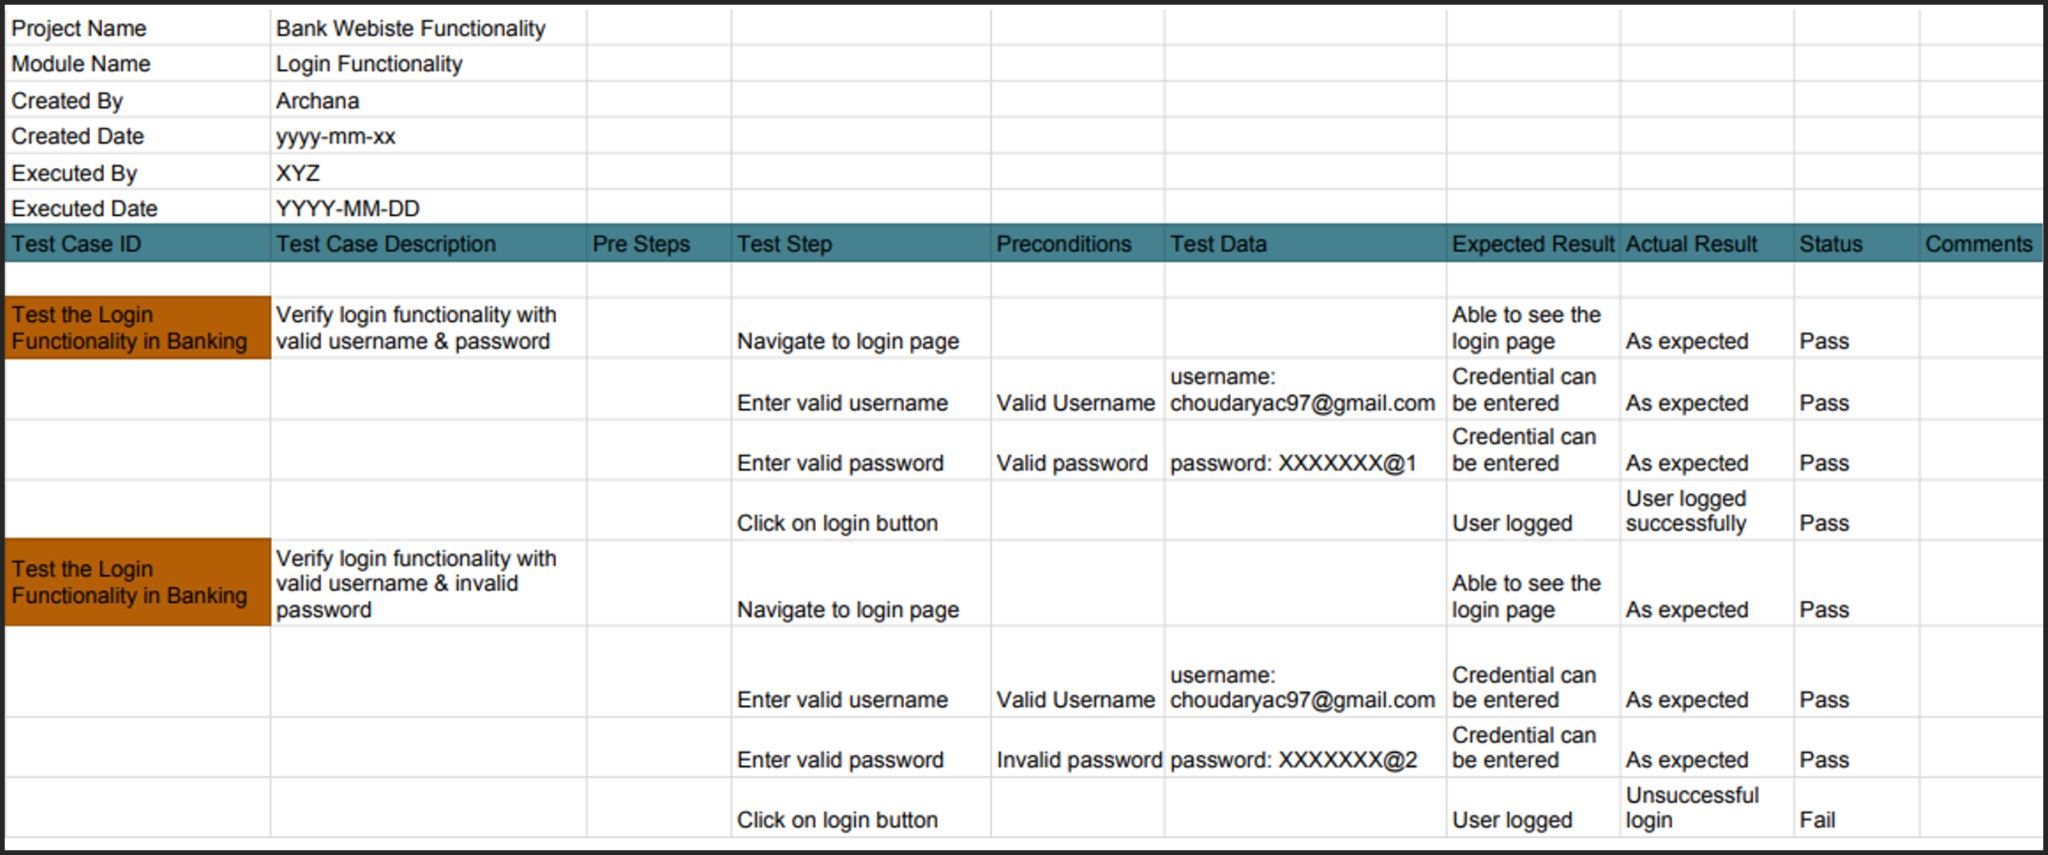 Project Name Bank Webiste Functionality
Module Name Login Functionality
Created By Archana
Created Date yyyy-mm-xx
Executed By XYZ
Executed Date YYYY-MM-DD
Test Case ID Test Case Description Pre Steps Test Step Preconditions Test Data Expected Result Actual Result Status Comments
Test the Login
Functionality in Banking
Verify login functionality with
valid username & password
Navigate to login page
Able to see the
login page
As expected
Pass
Enter valid username
Valid Username
username:
choudaryac97@gmail.com
Credential can
be entered
As expected
Pass
Enter valid password
Valid password
password: XXXXXXX@1
Credential can
be entered
As expected
Pass
Click on login button
User logged
User logged
successfully
Pass
Test the Login
Functionality in Banking
Verify login functionality with
valid username & invalid
password
Navigate to login page
Able to see the
login page
As expected
Pass
Enter valid username
Valid Username
username:
choudaryac97@gmail.com
Credential can
be entered
As expected
Pass
Enter valid password
Invalid password
password: XXXXXXX@2
Credential can
be entered
As expected
Pass
Click on login button
User logged
Unsuccessful
login
Fail